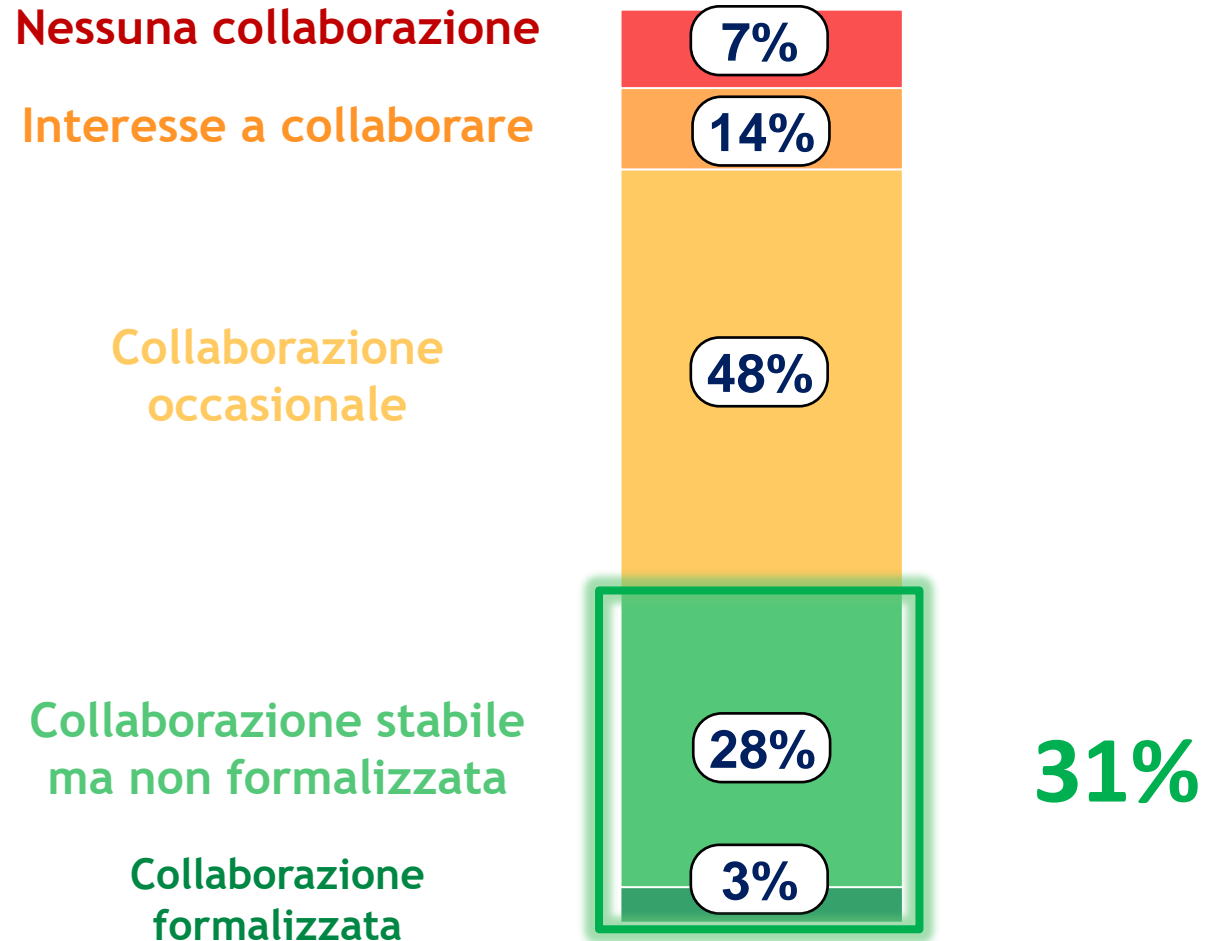 Nessuna collaborazione
7%
Interesse a collaborare
14%
Collaborazione
occasionale
48%
Collaborazione stabile
ma non formalizzata
28%
31%
Collaborazione
formalizzata
3%